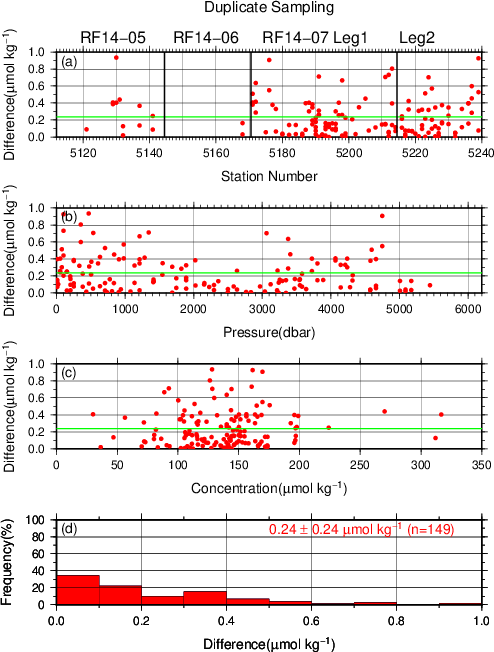 Duplicate Sampling
RF14−05 RF14−06 RF14−07 Leg1 Leg2
(a)
Difference(μmol kg−1)
1.0
0.8
0.6
0.4
0.2
0.0
5121 5140 5160 5180 5200 5220 5240
Station Number
(b)
Difference(μmol kg−1)
1.0
0.8
0.6
0.4
0.2
0.0
0 1000 2000 3000 4000 5000 6000
Pressure(dbar)
(c)
Difference(μmol kg−1)
1.0
0.8
0.6
0.4
0.2
0.0
0 50 100 150 200 250 300 350
Concentration(μmol kg−1)
(d)
0.24 ± 0.24 μmol kg−1 (n=149)
Frequency(%)
100
80
60
40
20
0
0.0 0.2 0.4 0.6 0.8 1.0
Difference(μmol kg−1)